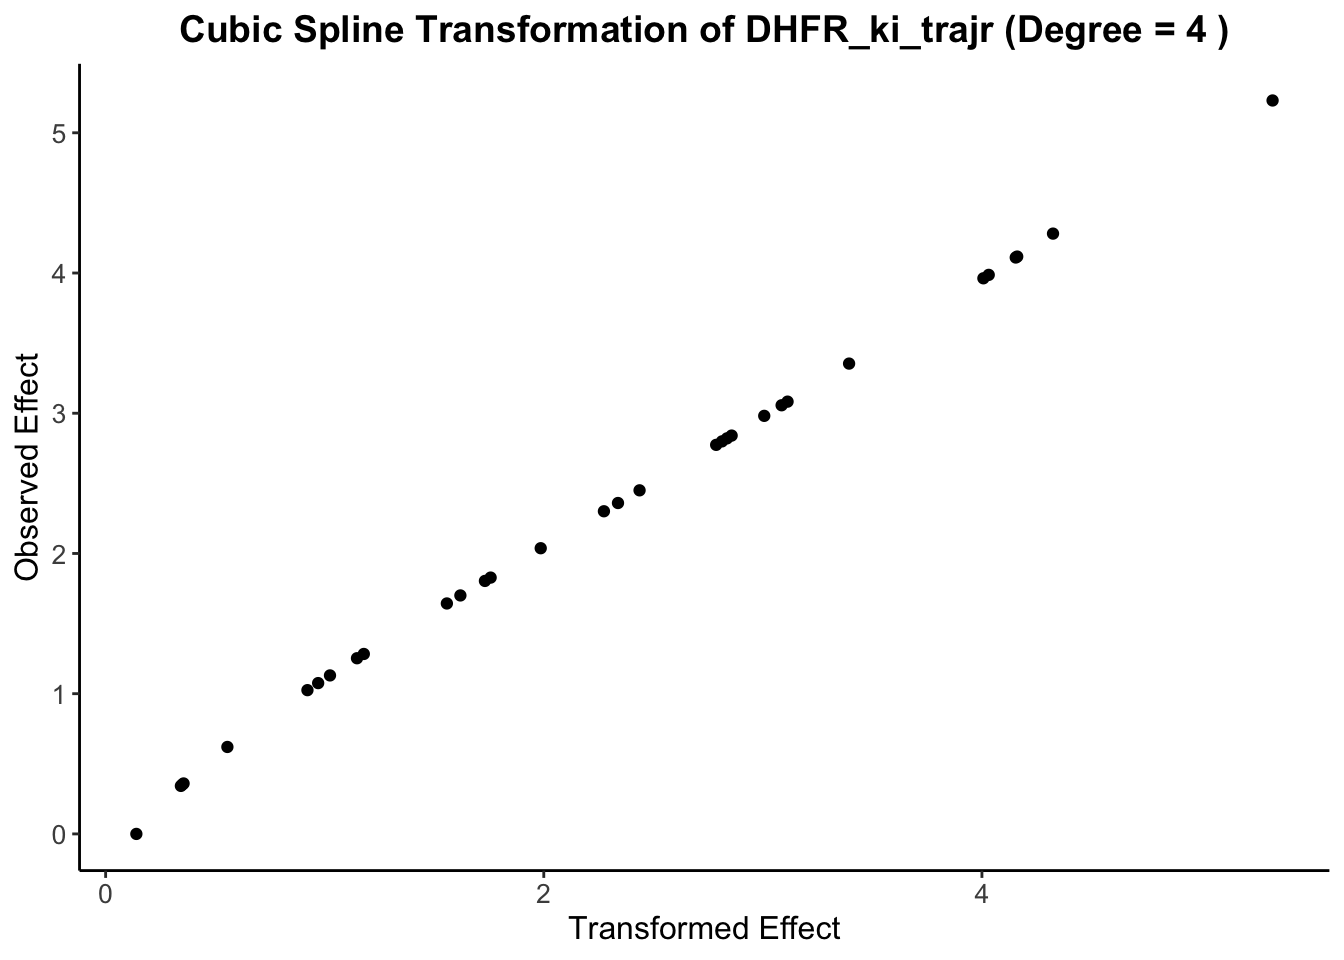 Cubic Spline Transformation of DHFR_ki_trajr (Degree = 4 )
Observed Effect
5
4
3
2
1
0
0 2 4
Transformed Effect